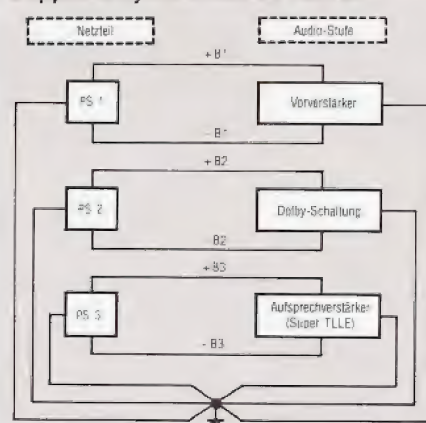 Netzteil
Audio-Stufe
+ B1
PS 1
Vorverstärker
- B1
+ B2
PS 2
Dolby-Schaltung
B2
+B3
PS 3
Aufsprechverstärker
(Super TLLE)
- B3